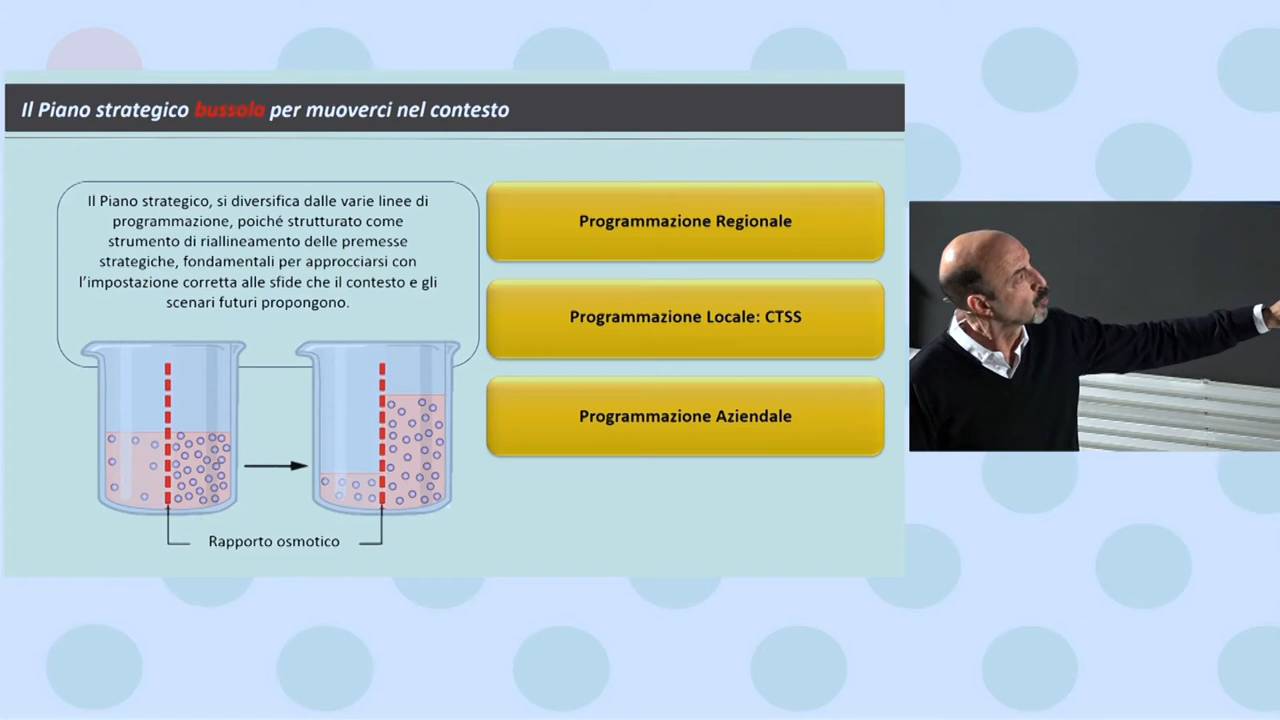 Il Piano strategico bussola per muoverci nel contesto
Il Piano strategico, si diversifica dalle varie linee di
programmazione, poiché strutturato come
strumento di riallineamento delle premesse
strategiche, fondamentali per approcciarsi con
l’impostazione corretta alle sfide che il contesto e gli
scenari futuri propongono.
Rapporto osmotico
Programmazione Regionale
Programmazione Locale: CTSS
Programmazione Aziendale